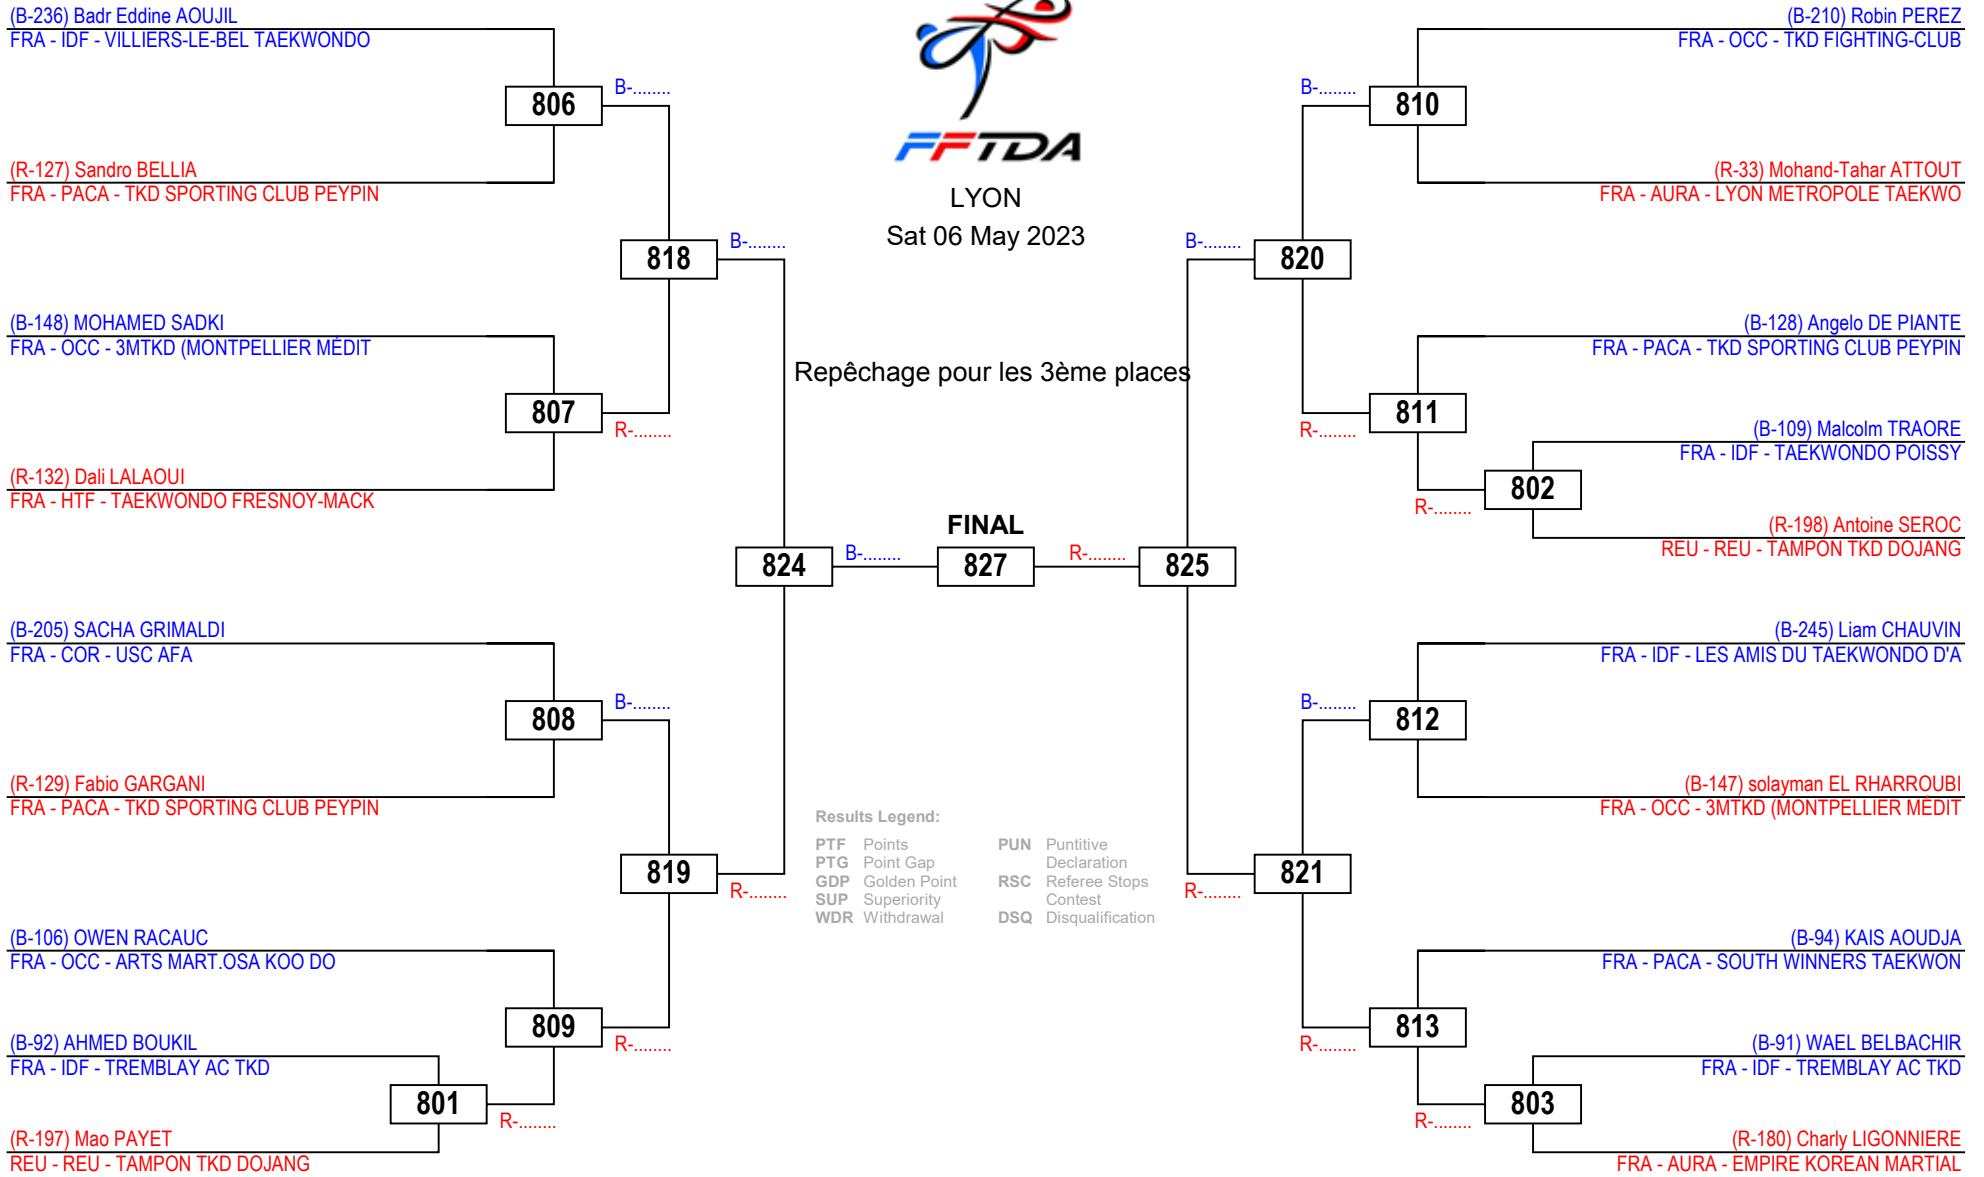 (B-236) Badr Eddine AOUJIL
FRA - IDF - VILLIERS-LE-BEL TAEKWONDO
806
B-........
(R-127) Sandro BELLIA
FRA - PACA - TKD SPORTING CLUB PEYPIN
818
B-........
(B-148) MOHAMED SADKI
FRA - OCC - 3MTKD (MONTPELLIER MÉDIT
807
R-........
(R-132) Dali LALAOUI
FRA - HTF - TAEKWONDO FRESNOY-MACK
824
B-........
(B-205) SACHA GRIMALDI
FRA - COR - USC AFA
808
B-........
(R-129) Fabio GARGANI
FRA - PACA - TKD SPORTING CLUB PEYPIN
819
R-........
(B-106) OWEN RACAUC
FRA - OCC - ARTS MART.OSA KOO DO
809
R-........
(B-92) AHMED BOUKIL
FRA - IDF - TREMBLAY AC TKD
801
R-........
(R-197) Mao PAYET
REU - REU - TAMPON TKD DOJANG
FFTDA
LYON
Sat 06 May 2023
Repêchage pour les 3ème places
FINAL
827
Results Legend:
PTF Points
PTG Point Gap
GDP Golden Point
SUP Superiority
WDR Withdrawal
PUN Puntitive
Declaration
RSC Referee Stops
Contest
DSQ Disqualification
(B-210) Robin PEREZ
FRA - OCC - TKD FIGHTING-CLUB
B-........
810
(R-33) Mohand-Tahar ATTOUT
FRA - AURA - LYON METROPOLE TAEKWO
B-........
820
(B-128) Angelo DE PIANTE
FRA - PACA - TKD SPORTING CLUB PEYPIN
811
R-........
(B-109) Malcolm TRAORE
FRA - IDF - TAEKWONDO POISSY
802
R-........
(R-198) Antoine SEROC
REU - REU - TAMPON TKD DOJANG
R-........
825
(B-245) Liam CHAUVIN
FRA - IDF - LES AMIS DU TAEKWONDO D'A
B-........
812
(B-147) solayman EL RHARROUBI
FRA - OCC - 3MTKD (MONTPELLIER MÉDIT
821
R-........
(B-94) KAIS AOUDJA
FRA - PACA - SOUTH WINNERS TAEKWON
813
R-........
(B-91) WAEL BELBACHIR
FRA - IDF - TREMBLAY AC TKD
803
R-........
(R-180) Charly LIGONNIERE
FRA - AURA - EMPIRE KOREAN MARTIAL